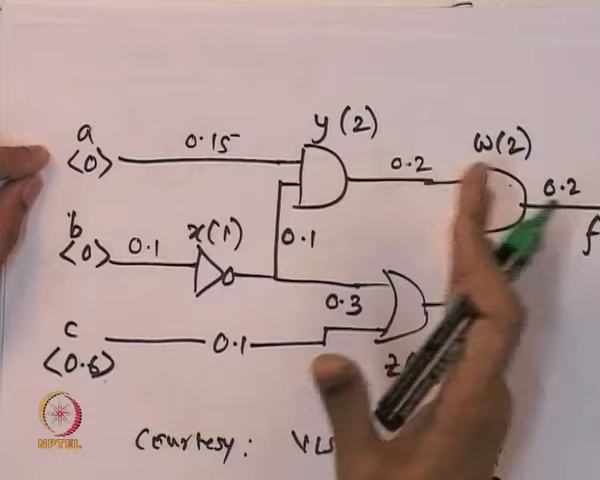 a
<0>
0.15
y (2)
0.2
w(2)
0.2
f
b
<0>
0.1
x(1)
0.1
0.3
c
<0.6>
0.1
z(
Courtesy:
NPTEL